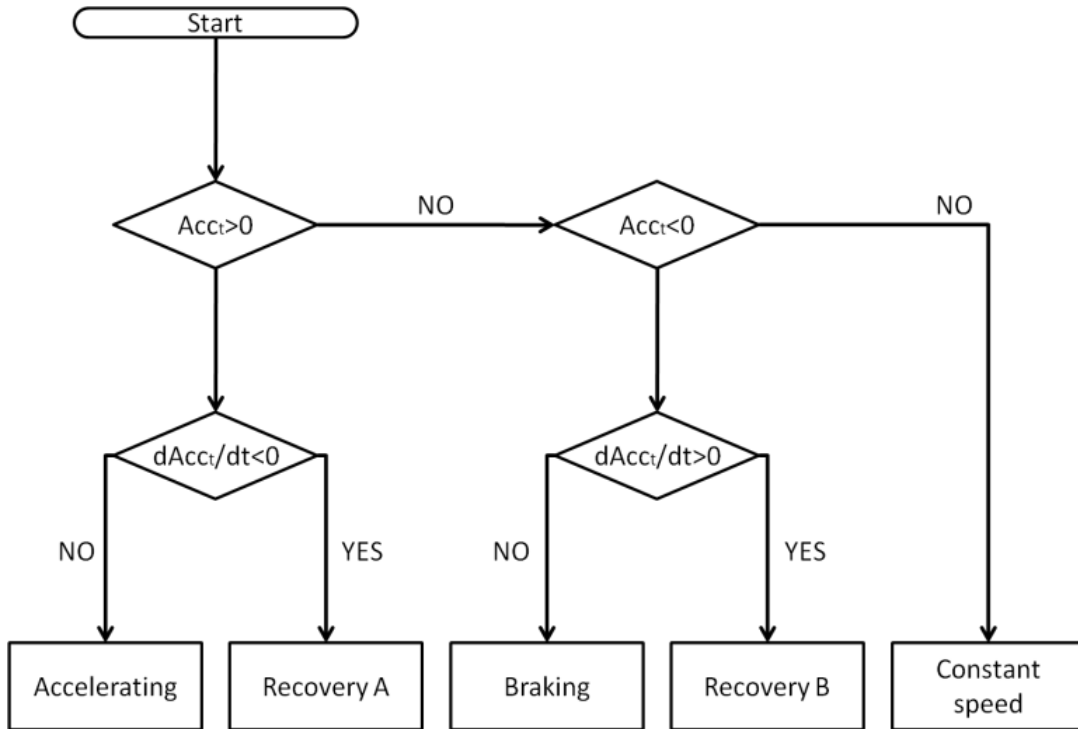 Start
Accₜ>0
NO
Accₜ<0
NO
dAccₜ/dt<0
dAccₜ/dt>0
NO
YES
NO
YES
Accelerating
Recovery A
Braking
Recovery B
Constant
speed